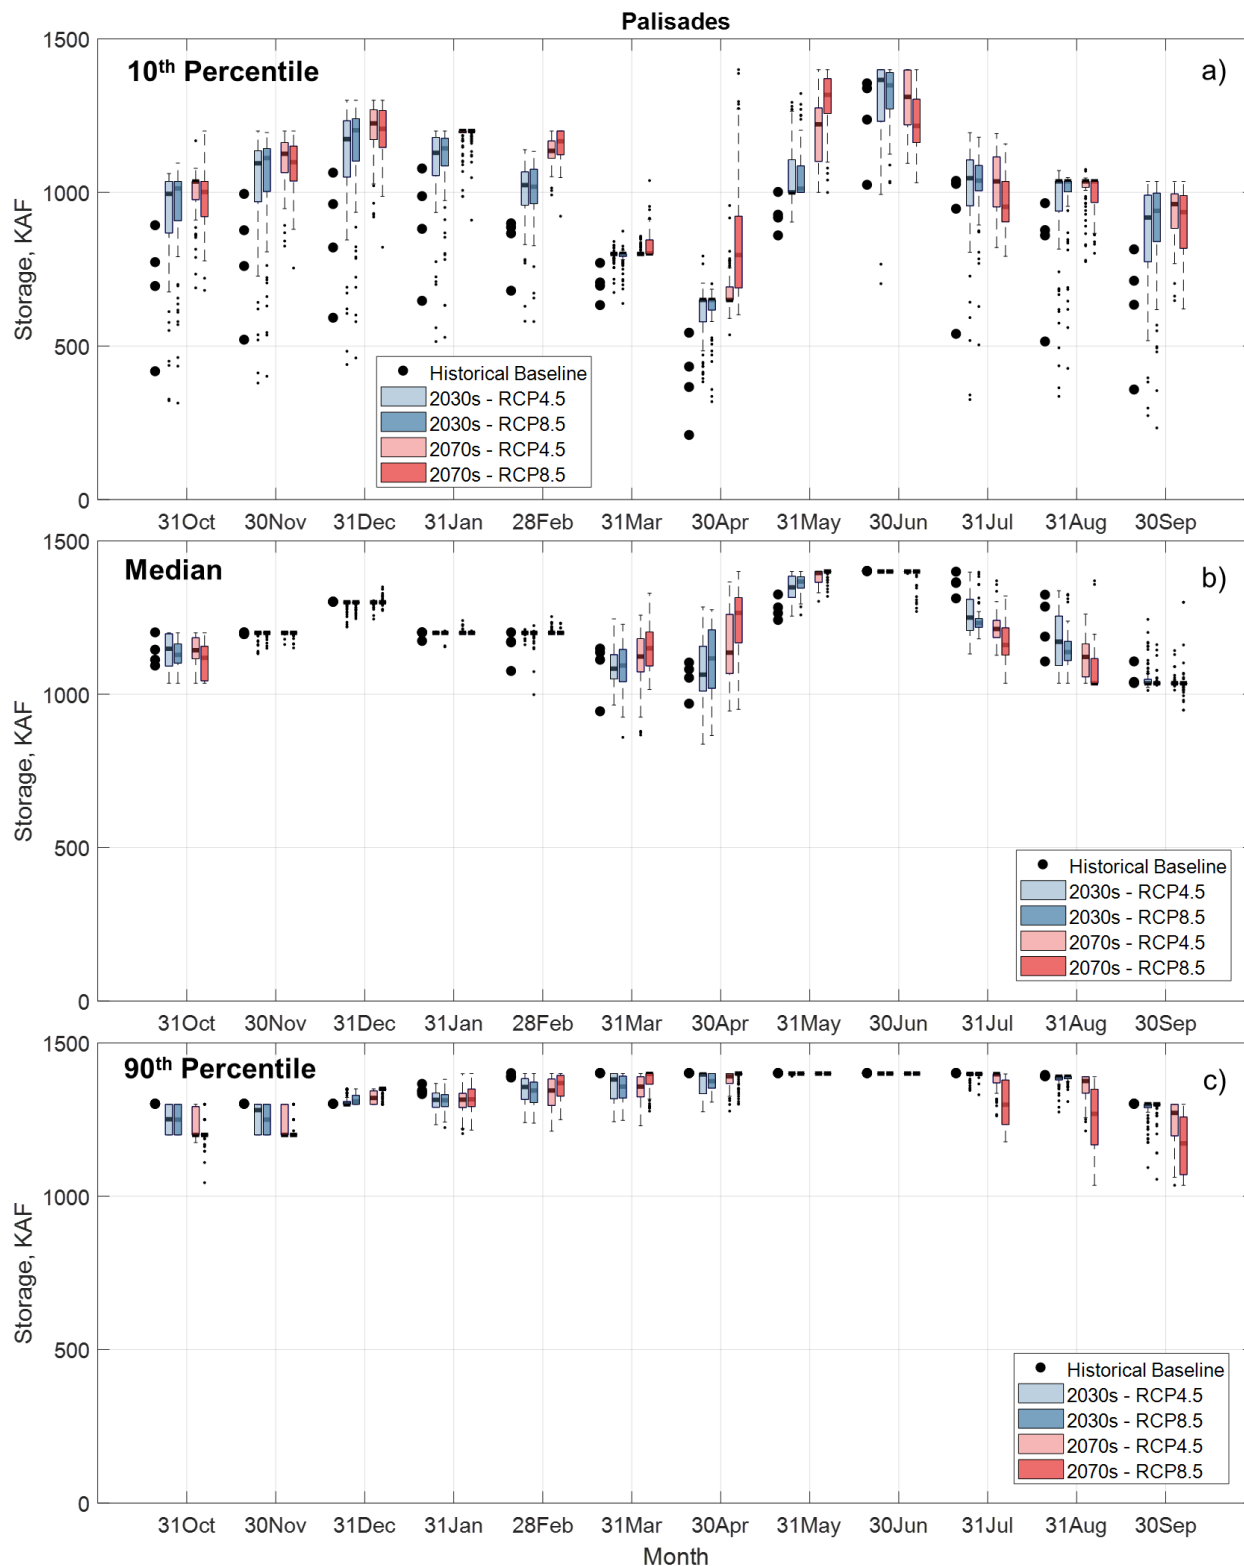 Palisades
10th Percentile
a)
1500
1000
500
0
Storage, KAF
Historical Baseline
2030s - RCP4.5
2030s - RCP8.5
2070s - RCP4.5
2070s - RCP8.5
31Oct 30Nov 31Dec 31Jan 28Feb 31Mar 30Apr 31May 30Jun 31Jul 31Aug 30Sep
Median
b)
1500
1000
500
0
Storage, KAF
Historical Baseline
2030s - RCP4.5
2030s - RCP8.5
2070s - RCP4.5
2070s - RCP8.5
31Oct 30Nov 31Dec 31Jan 28Feb 31Mar 30Apr 31May 30Jun 31Jul 31Aug 30Sep
90th Percentile
c)
1500
1000
500
0
Storage, KAF
Historical Baseline
2030s - RCP4.5
2030s - RCP8.5
2070s - RCP4.5
2070s - RCP8.5
31Oct 30Nov 31Dec 31Jan 28Feb 31Mar 30Apr 31May 30Jun 31Jul 31Aug 30Sep
Month